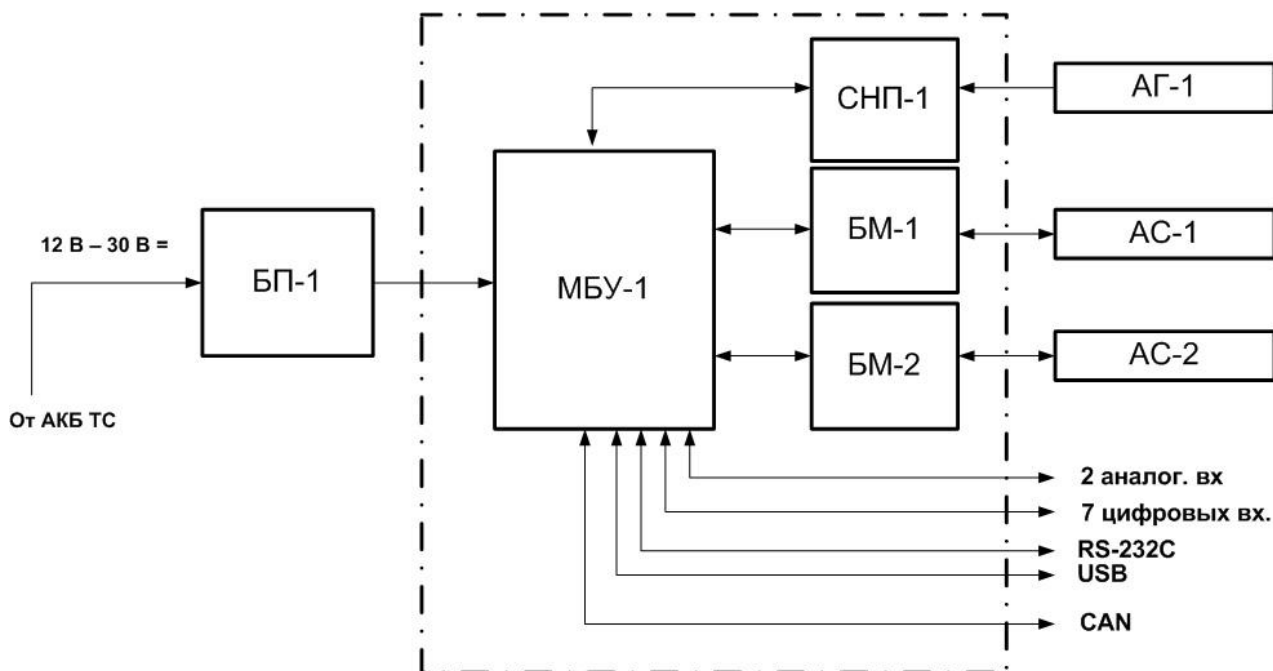 СНП-1
АГ-1
12 В – 30 В =
БП-1
МБУ-1
БМ-1
АС-1
БМ-2
АС-2
От АКБ ТС
2 аналог. вх
7 цифровых вх.
RS-232C
USB
CAN